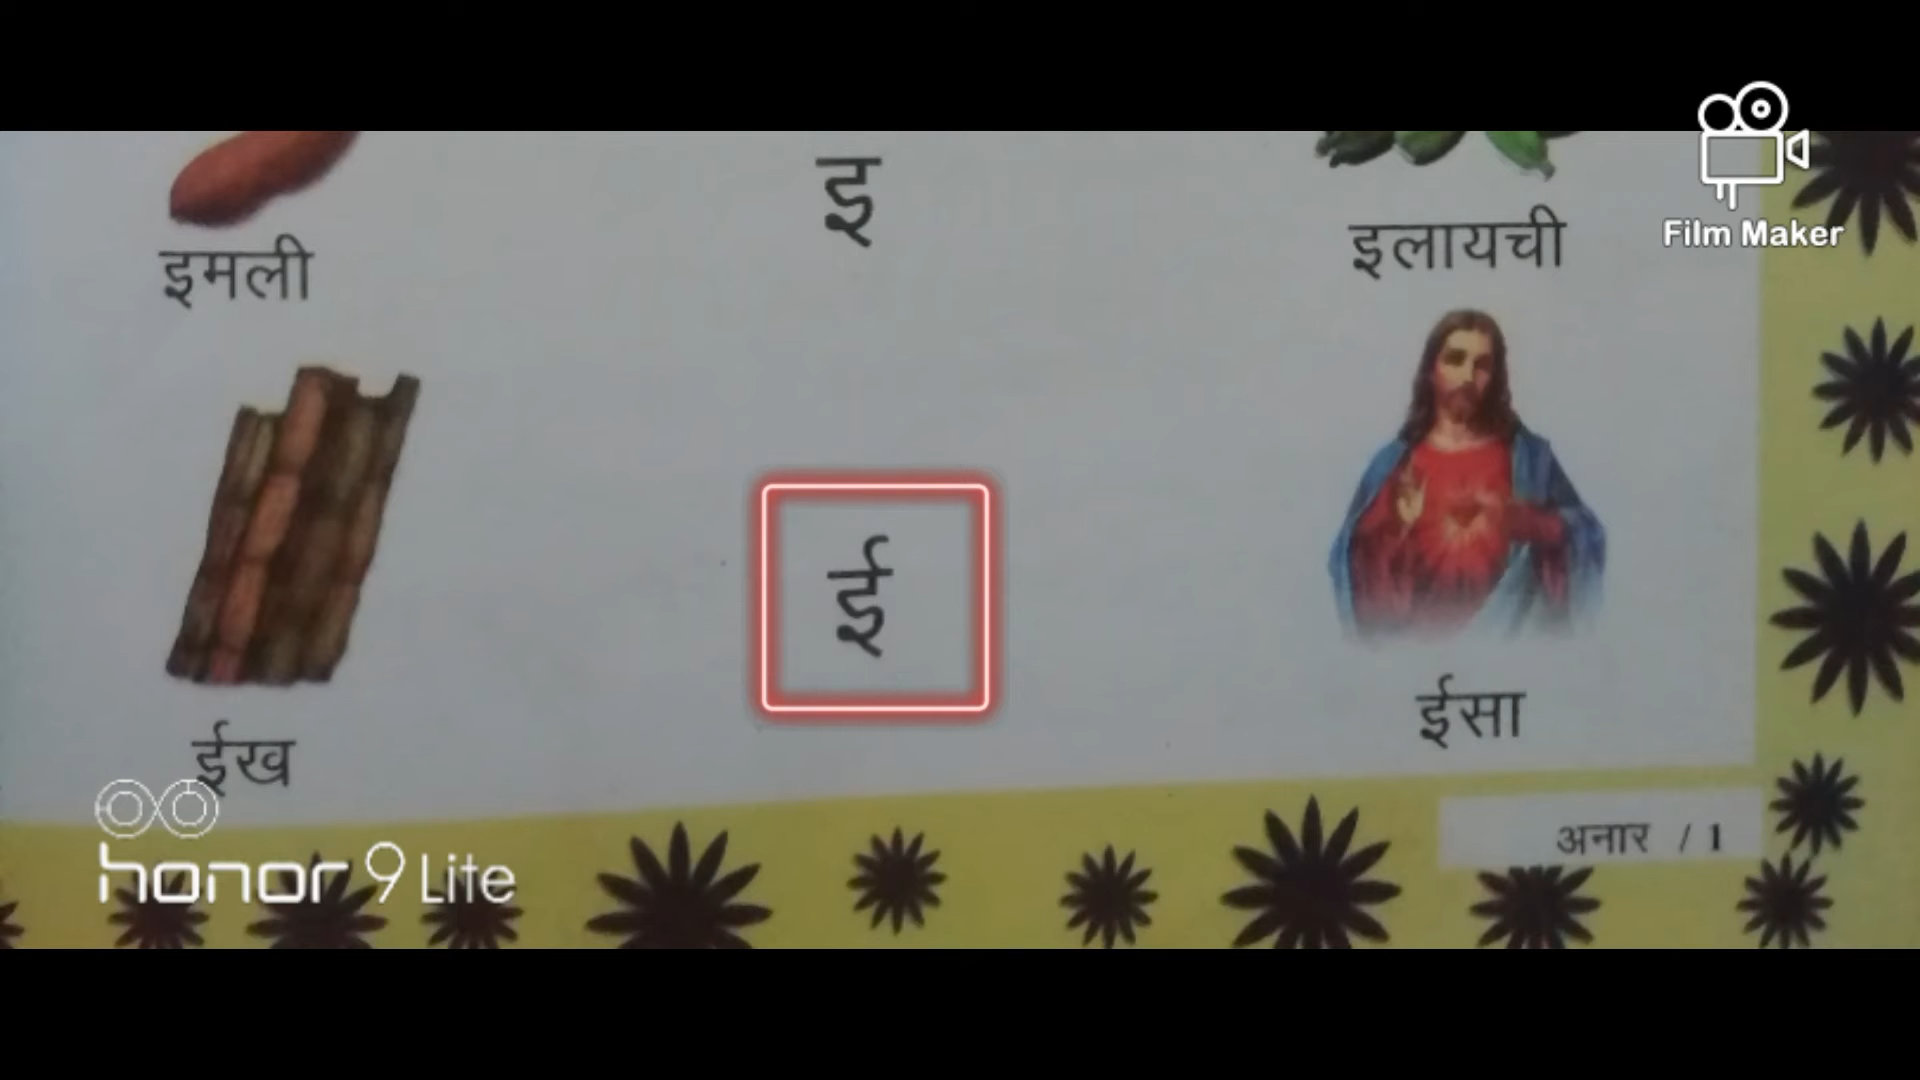 इ
Film Maker
इमली
इलायची
ई
ईख
ईसा
अनार / 1
honor 9 Lite